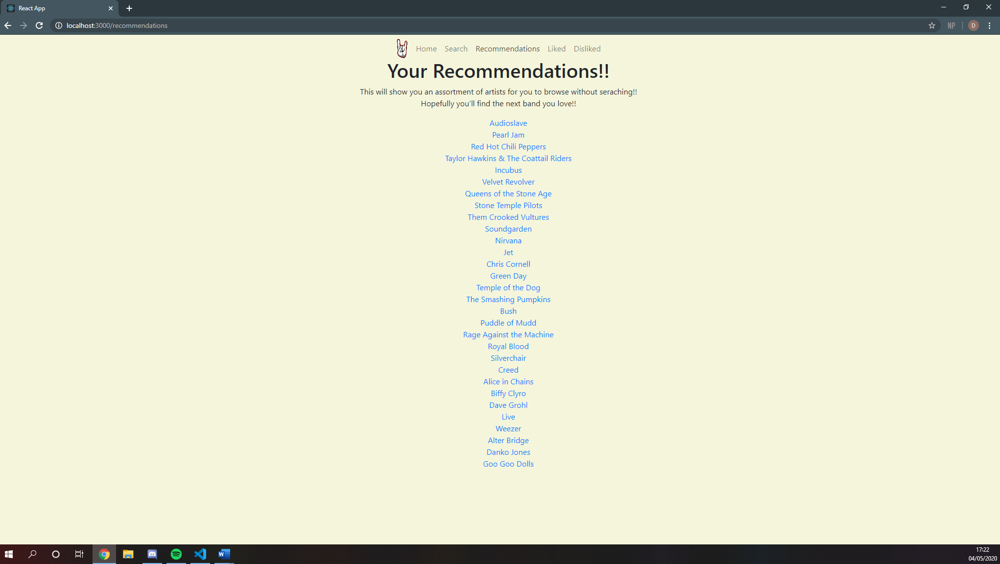 React App
localhost:3000/recommendations
NP
D
Home Search Recommendations Liked Disliked
Your Recommendations!!
This will show you an assortment of artists for you to browse without seraching!!
Hopefully you'll find the next band you love!!
Audioslave
Pearl Jam
Red Hot Chili Peppers
Taylor Hawkins & The Coattail Riders
Incubus
Velvet Revolver
Queens of the Stone Age
Stone Temple Pilots
Them Crooked Vultures
Soundgarden
Nirvana
Jet
Chris Cornell
Green Day
Temple of the Dog
The Smashing Pumpkins
Bush
Puddle of Mudd
Rage Against the Machine
Royal Blood
Silverchair
Creed
Alice in Chains
Biffy Clyro
Dave Grohl
Live
Weezer
Alter Bridge
Danko Jones
Goo Goo Dolls
W
17:22
04/05/2020